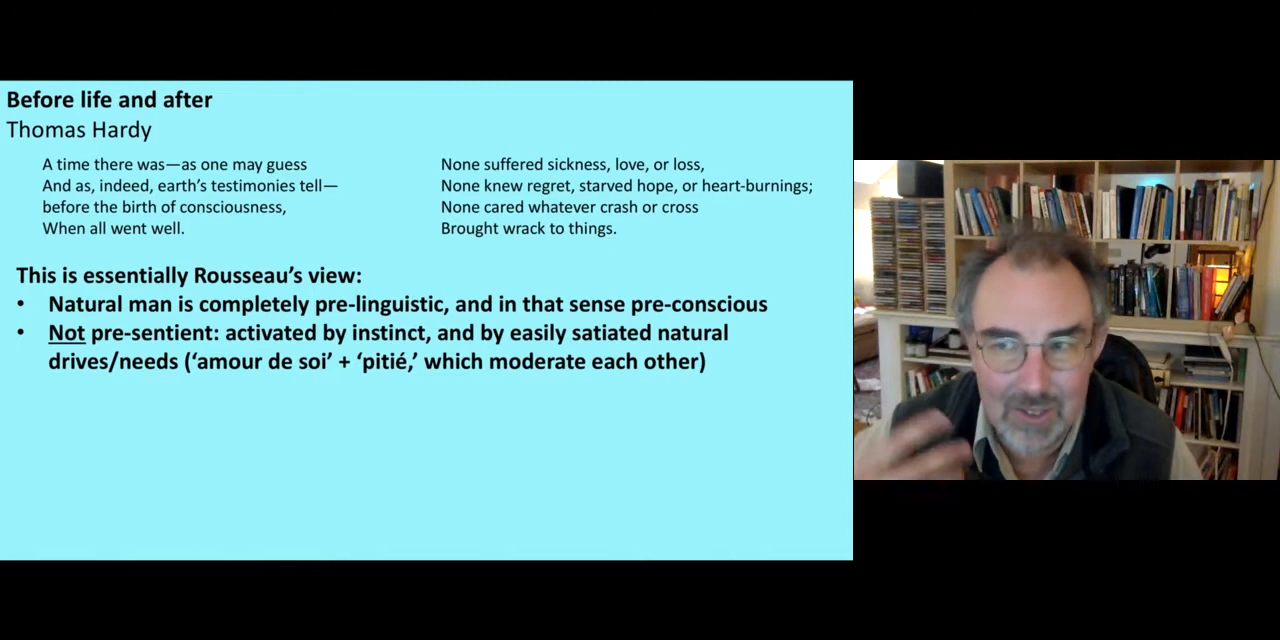 Before life and after
Thomas Hardy
A time there was—as one may guess
And as, indeed, earth's testimonies tell—
before the birth of consciousness,
When all went well.
None suffered sickness, love, or loss,
None knew regret, starved hope, or heart-burnings;
None cared whatever crash or cross
Brought wrack to things.
This is essentially Rousseau's view:
• Natural man is completely pre-linguistic, and in that sense pre-conscious
• Not pre-sentient: activated by instinct, and by easily satiated natural
drives/needs ('amour de soi' + 'pitié,' which moderate each other)